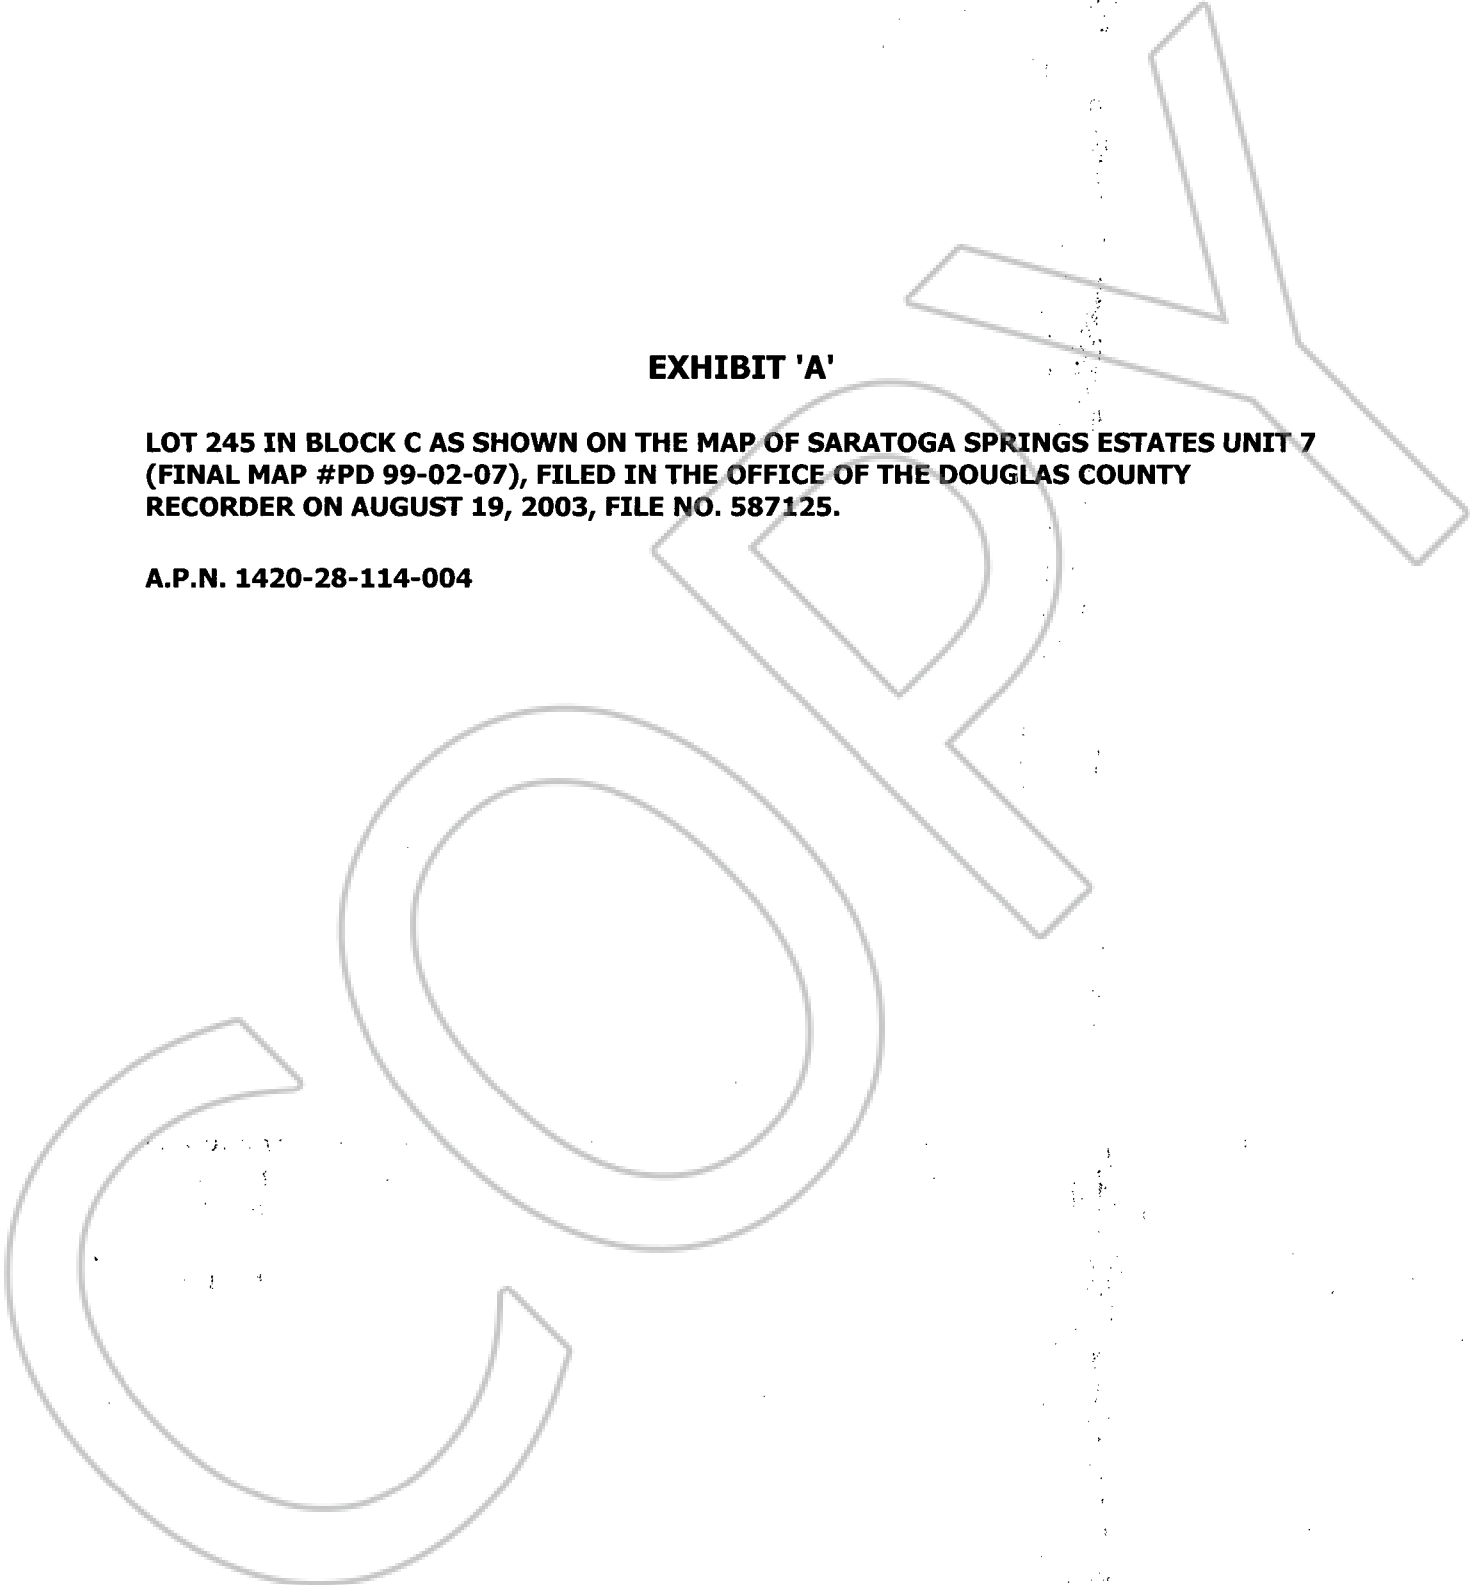 EXHIBIT 'A'
LOT 245 IN BLOCK C AS SHOWN ON THE MAP OF SARATOGA SPRINGS ESTATES UNIT 7
(FINAL MAP #PD 99-02-07), FILED IN THE OFFICE OF THE DOUGLAS COUNTY
RECORDER ON AUGUST 19, 2003, FILE NO. 587125.
A.P.N. 1420-28-114-004
COPY